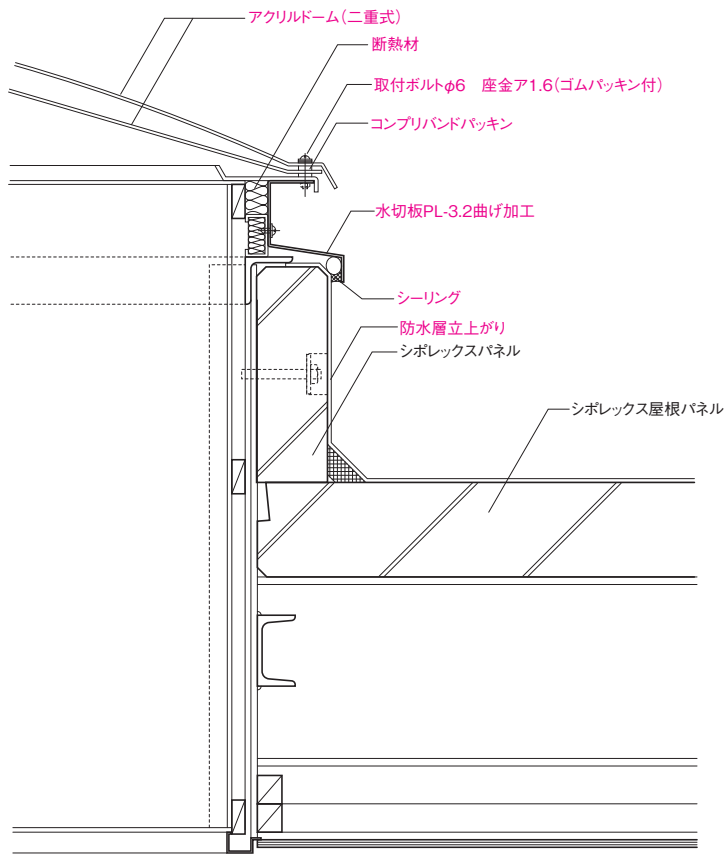 アクリルドーム(二重式)
断熱材
取付ボルトφ6　座金ア1.6(ゴムパッキン付)
コンプリバンドパッキン
水切板PL-3.2曲げ加工
シーリング
防水層立上がり
シポレックスパネル
シポレックス屋根パネル